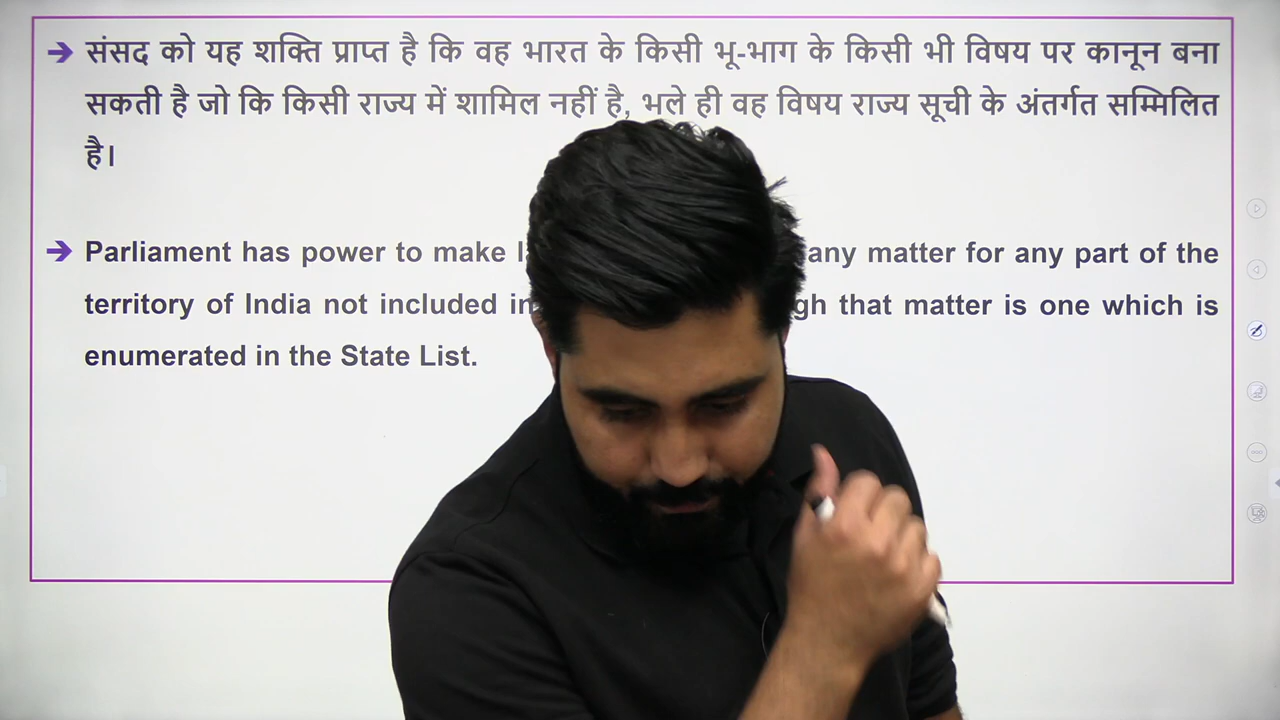 → संसद को यह शक्ति प्राप्त है कि वह भारत के किसी भू-भाग के किसी भी विषय पर कानून बना
सकती है जो कि किसी राज्य में शामिल नहीं है, भले ही वह विषय राज्य सूची के अंतर्गत सम्मिलित
है।
→ Parliament has power to make any matter for any part of the
territory of India not included in that matter is one which is
enumerated in the State List.